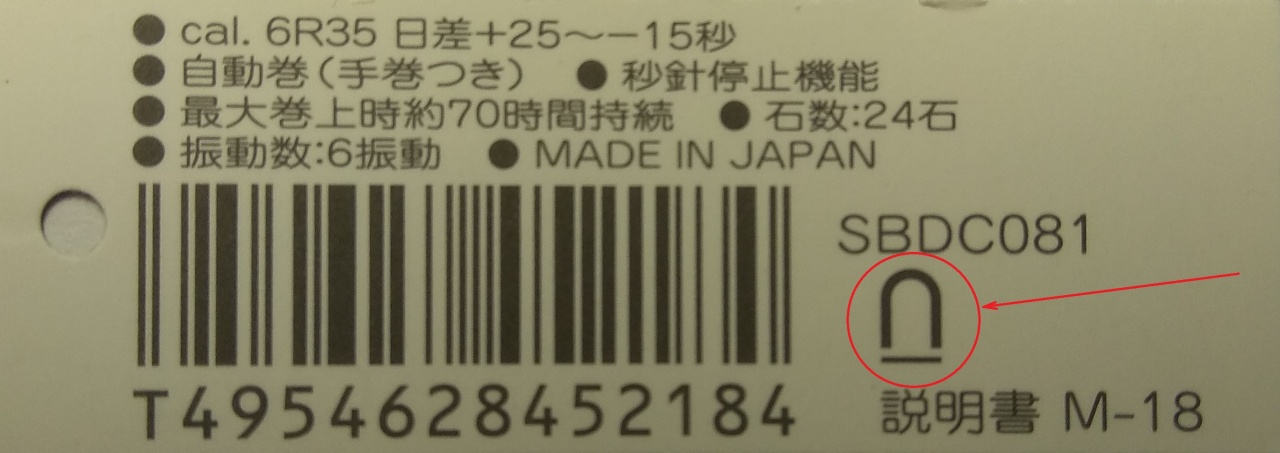 ● cal. 6R35 日差+25～−15秒
● 自動巻（手巻つき） ● 秒針停止機能
● 最大巻上時約70時間持続 ● 石数:24石
● 振動数:6振動 ● MADE IN JAPAN
SBDC081
T4954628452184
説明書 M-18